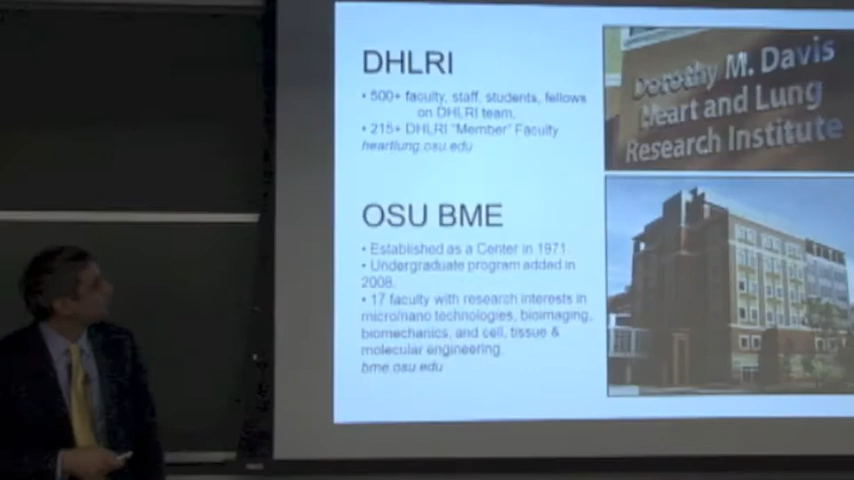 DHLRI
• 500+ faculty, staff, students, fellows
on DHLRI team.
• 215+ DHLRI "Member" Faculty
heartlung.osu.edu
OSU BME
• Established as a Center in 1971.
• Undergraduate program added in
2008.
• 17 faculty with research interests in
micro/nano technologies, bioimaging,
biomechanics, and cell, tissue &
molecular engineering.
bme.osu.edu
Dorothy M. Davis
Heart and Lung
Research Institute